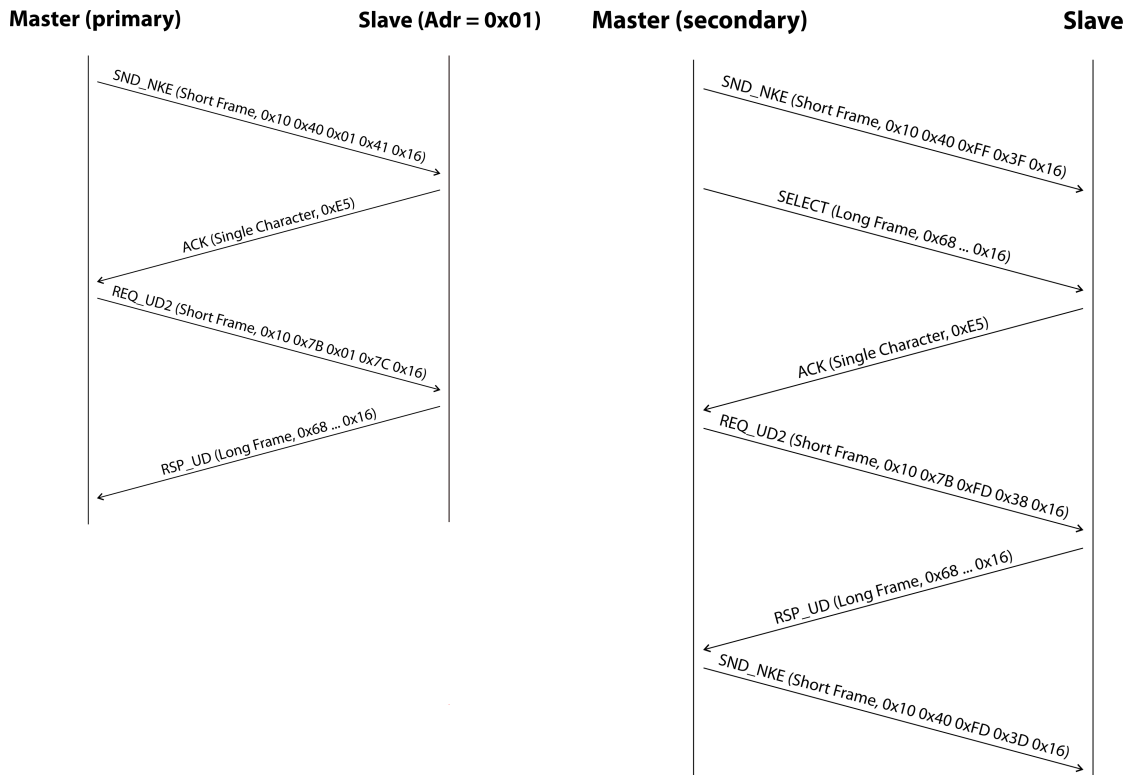 Master (primary)
Slave (Adr = 0x01)
SND_NKE (Short Frame, 0x10 0x40 0x01 0x41 0x16)
ACK (Single Character, 0xE5)
REQ_UD2 (Short Frame, 0x10 0x7B 0x01 0x7C 0x16)
RSP_UD (Long Frame, 0x68 ... 0x16)
Master (secondary)
Slave
SND_NKE (Short Frame, 0x10 0x40 0xFF 0x3F 0x16)
SELECT (Long Frame, 0x68 ... 0x16)
ACK (Single Character, 0xE5)
REQ_UD2 (Short Frame, 0x10 0x7B 0xFD 0x38 0x16)
RSP_UD (Long Frame, 0x68 ... 0x16)
SND_NKE (Short Frame, 0x10 0x40 0xFD 0x3D 0x16)